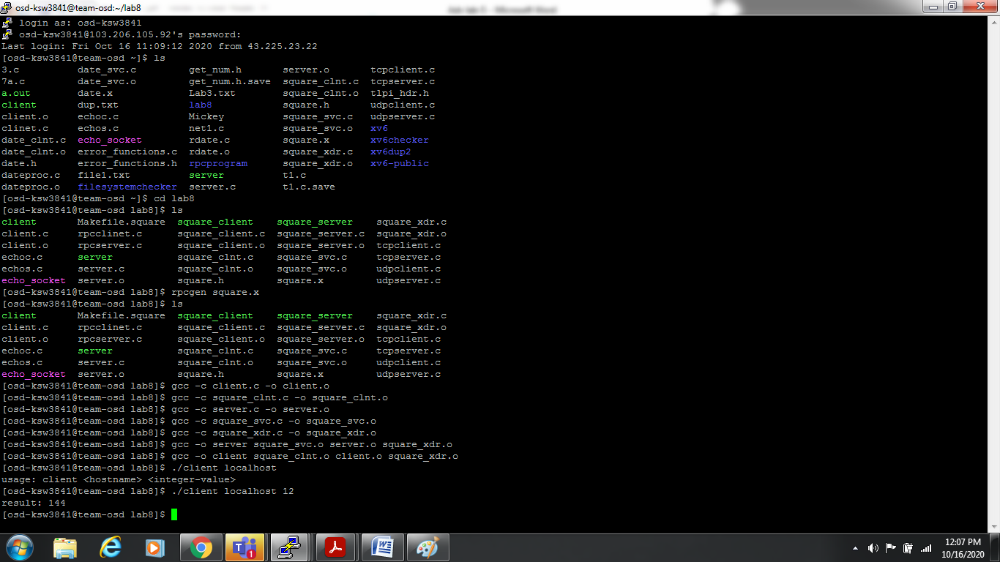 osd-ksw3841@team-osd:~/lab8
login as: osd-ksw3841
osd-ksw3841@103.206.105.92's password:
Last login: Fri Oct 16 11:09:12 2020 from 43.225.23.22
[osd-ksw3841@team-osd ~]$ ls
3.c date_svc.c get_num.h server.o tcpclient.c
7a.c date_svc.o get_num.h.save square_clnt.c tcpserver.c
a.out date.x Lab3.txt square_clnt.o tlpi_hdr.h
client dup.txt lab8 square.h udpclient.c
client.o echoc.c Mickey square_svc.c udpserver.c
clinet.c echos.c net1.c square_svc.o xv6
date_clnt.c echo_socket rdate.c square.x xv6checker
date_clnt.o error_functions.c rdate.o square_xdr.c xv6dup2
date.h error_functions.h rpcprogram square_xdr.o xv6-public
dateproc.c file1.txt server t1.c
dateproc.o filesystemchecker server.c t1.c.save
[osd-ksw3841@team-osd ~]$ cd lab8
[osd-ksw3841@team-osd lab8]$ ls
client Makefile.square square_client square_server square_xdr.c
client.c rpcclinet.c square_client.c square_server.c square_xdr.o
client.o rpcserver.c square_client.o square_server.o tcpclient.c
echoc.c server square_clnt.c square_svc.c tcpserver.c
echos.c server.c square_clnt.o square_svc.o udpclient.c
echo_socket server.o square.h square.x udpserver.c
[osd-ksw3841@team-osd lab8]$ rpcgen square.x
[osd-ksw3841@team-osd lab8]$ ls
client Makefile.square square_client square_server square_xdr.c
client.c rpcclinet.c square_client.c square_server.c square_xdr.o
client.o rpcserver.c square_client.o square_server.o tcpclient.c
echoc.c server square_clnt.c square_svc.c tcpserver.c
echos.c server.c square_clnt.o square_svc.o udpclient.c
echo_socket server.o square.h square.x udpserver.c
[osd-ksw3841@team-osd lab8]$ gcc -c client.c -o client.o
[osd-ksw3841@team-osd lab8]$ gcc -c square_clnt.c -o square_clnt.o
[osd-ksw3841@team-osd lab8]$ gcc -c server.c -o server.o
[osd-ksw3841@team-osd lab8]$ gcc -c square_svc.c -o square_svc.o
[osd-ksw3841@team-osd lab8]$ gcc -c square_xdr.c -o square_xdr.o
[osd-ksw3841@team-osd lab8]$ gcc -o server square_svc.o server.o square_xdr.o
[osd-ksw3841@team-osd lab8]$ gcc -o client square_clnt.o client.o square_xdr.o
[osd-ksw3841@team-osd lab8]$ ./client localhost
usage: client <hostname> <integer-value>
[osd-ksw3841@team-osd lab8]$ ./client localhost 12
result: 144
[osd-ksw3841@team-osd lab8]$
1
12:07 PM
10/16/2020